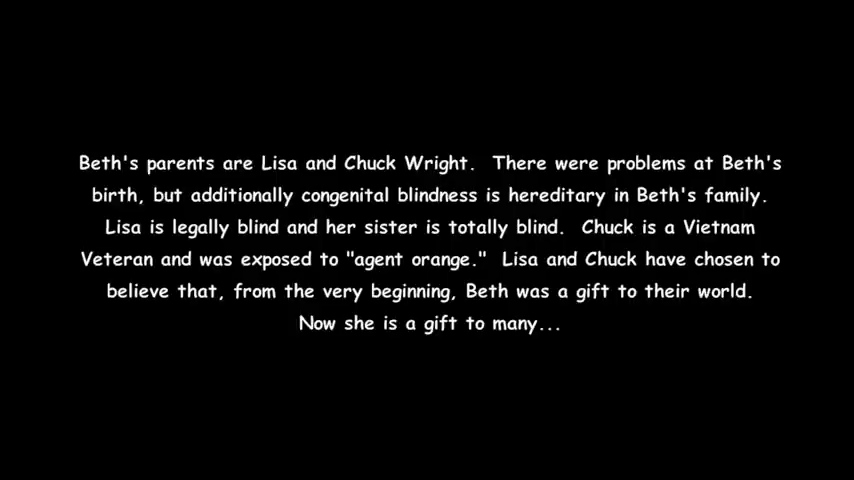 Beth's parents are Lisa and Chuck Wright.  There were problems at Beth's
birth, but additionally congenital blindness is hereditary in Beth's family.
Lisa is legally blind and her sister is totally blind.  Chuck is a Vietnam
Veteran and was exposed to "agent orange."  Lisa and Chuck have chosen to
believe that, from the very beginning, Beth was a gift to their world.
Now she is a gift to many...